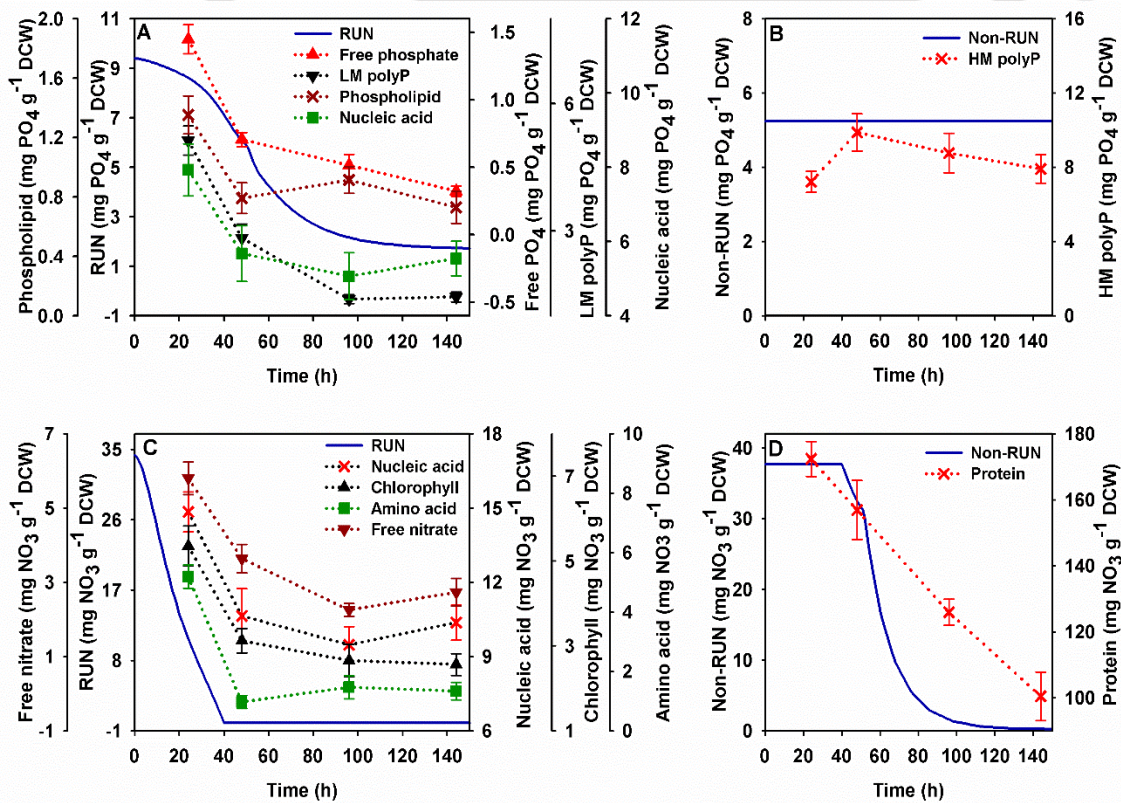 A
RUN
Free phosphate
LM polyP
Phospholipid
Nucleic acid
Phospholipid (mg PO4 g-1 DCW)
2.0
1.6
1.2
0.8
0.4
0.0
RUN (mg PO4 g-1 DCW)
11
9
7
5
3
1
-1
Free PO4 (mg PO4 g-1 DCW)
1.5
1.0
0.5
0.0
-0.5
LM polyP (mg PO4 g-1 DCW)
6
3
Nucleic acid (mg PO4 g-1 DCW)
12
10
8
6
4
0 20 40 60 80 100 120 140
Time (h)
B
Non-RUN
HM polyP
Non-RUN (mg PO4 g-1 DCW)
8
6
4
2
0
HM polyP (mg PO4 g-1 DCW)
16
14
12
10
8
6
4
2
0
0 20 40 60 80 100 120 140
Time (h)
C
RUN
Nucleic acid
Chlorophyll
Amino acid
Free nitrate
Free nitrate (mg NO3 g-1 DCW)
7
5
3
1
-1
RUN (mg NO3 g-1 DCW)
35
26
17
8
-1
Nucleic acid (mg NO3 g-1 DCW)
18
15
12
9
6
Chlorophyll (mg NO3 g-1 DCW)
7
5
3
1
Amino acid (mg NO3 g-1 DCW)
10
8
6
4
2
0
0 20 40 60 80 100 120 140
Time (h)
D
Non-RUN
Protein
Non-RUN (mg NO3 g-1 DCW)
40
30
20
10
0
Protein (mg NO3 g-1 DCW)
180
160
140
120
100
0 20 40 60 80 100 120 140
Time (h)